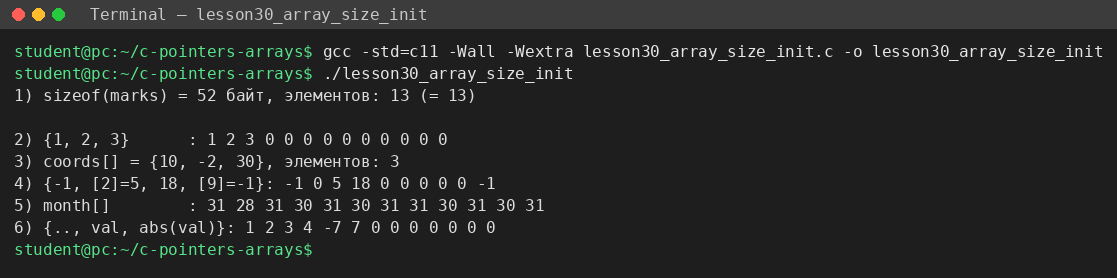 Terminal — lesson30_array_size_init
student@pc:~/c-pointers-arrays$ gcc -std=c11 -Wall -Wextra lesson30_array_size_init.c -o lesson30_array_size_init
student@pc:~/c-pointers-arrays$ ./lesson30_array_size_init
1) sizeof(marks) = 52 байт, элементов: 13 (= 13)
2) {1, 2, 3}      : 1 2 3 0 0 0 0 0 0 0 0 0 0
3) coords[] = {10, -2, 30}, элементов: 3
4) {-1, [2]=5, 18, [9]=-1}: -1 0 5 18 0 0 0 0 0 -1
5) month[]        : 31 28 31 30 31 30 31 31 30 31 30 31
6) {.., val, abs(val)}: 1 2 3 4 -7 7 0 0 0 0 0 0 0
student@pc:~/c-pointers-arrays$